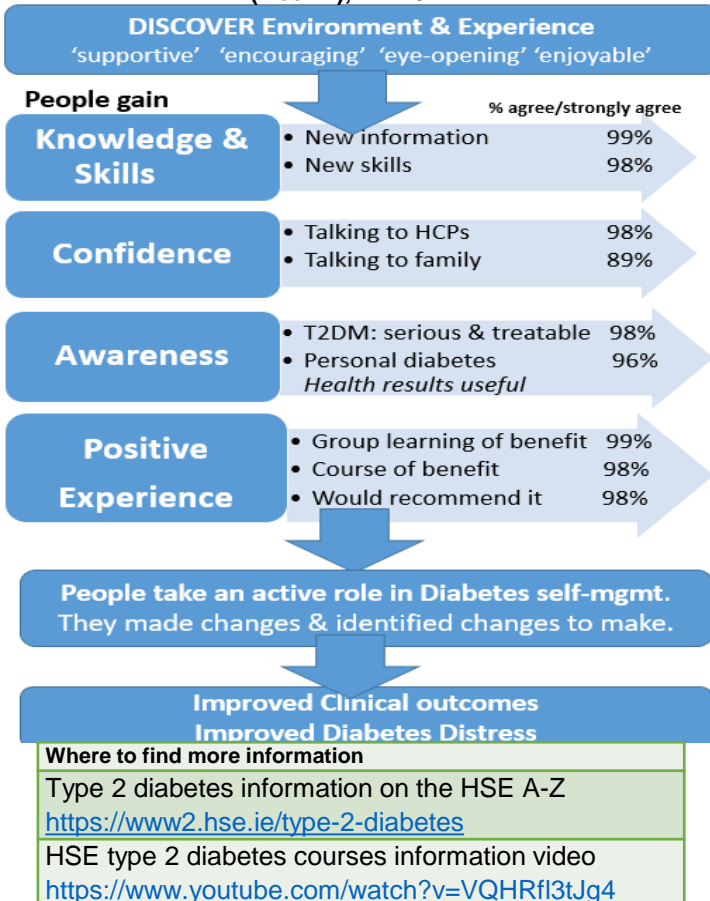 DISCOVER Environment & Experience
‘supportive’ ‘encouraging’ ‘eye-opening’ ‘enjoyable’
People gain
% agree/strongly agree
Knowledge &
Skills
• New information 99%
• New skills 98%
Confidence
• Talking to HCPs 98%
• Talking to family 89%
Awareness
• T2DM: serious & treatable 98%
• Personal diabetes 96%
Health results useful
Positive
Experience
• Group learning of benefit 99%
• Course of benefit 98%
• Would recommend it 98%
People take an active role in Diabetes self-mgmt.
They made changes & identified changes to make.
Improved Clinical outcomes
Improved Diabetes Distress
Where to find more information
Type 2 diabetes information on the HSE A-Z
https://www2.hse.ie/type-2-diabetes
HSE type 2 diabetes courses information video
https://www.youtube.com/watch?v=VQHRfl3tJq4